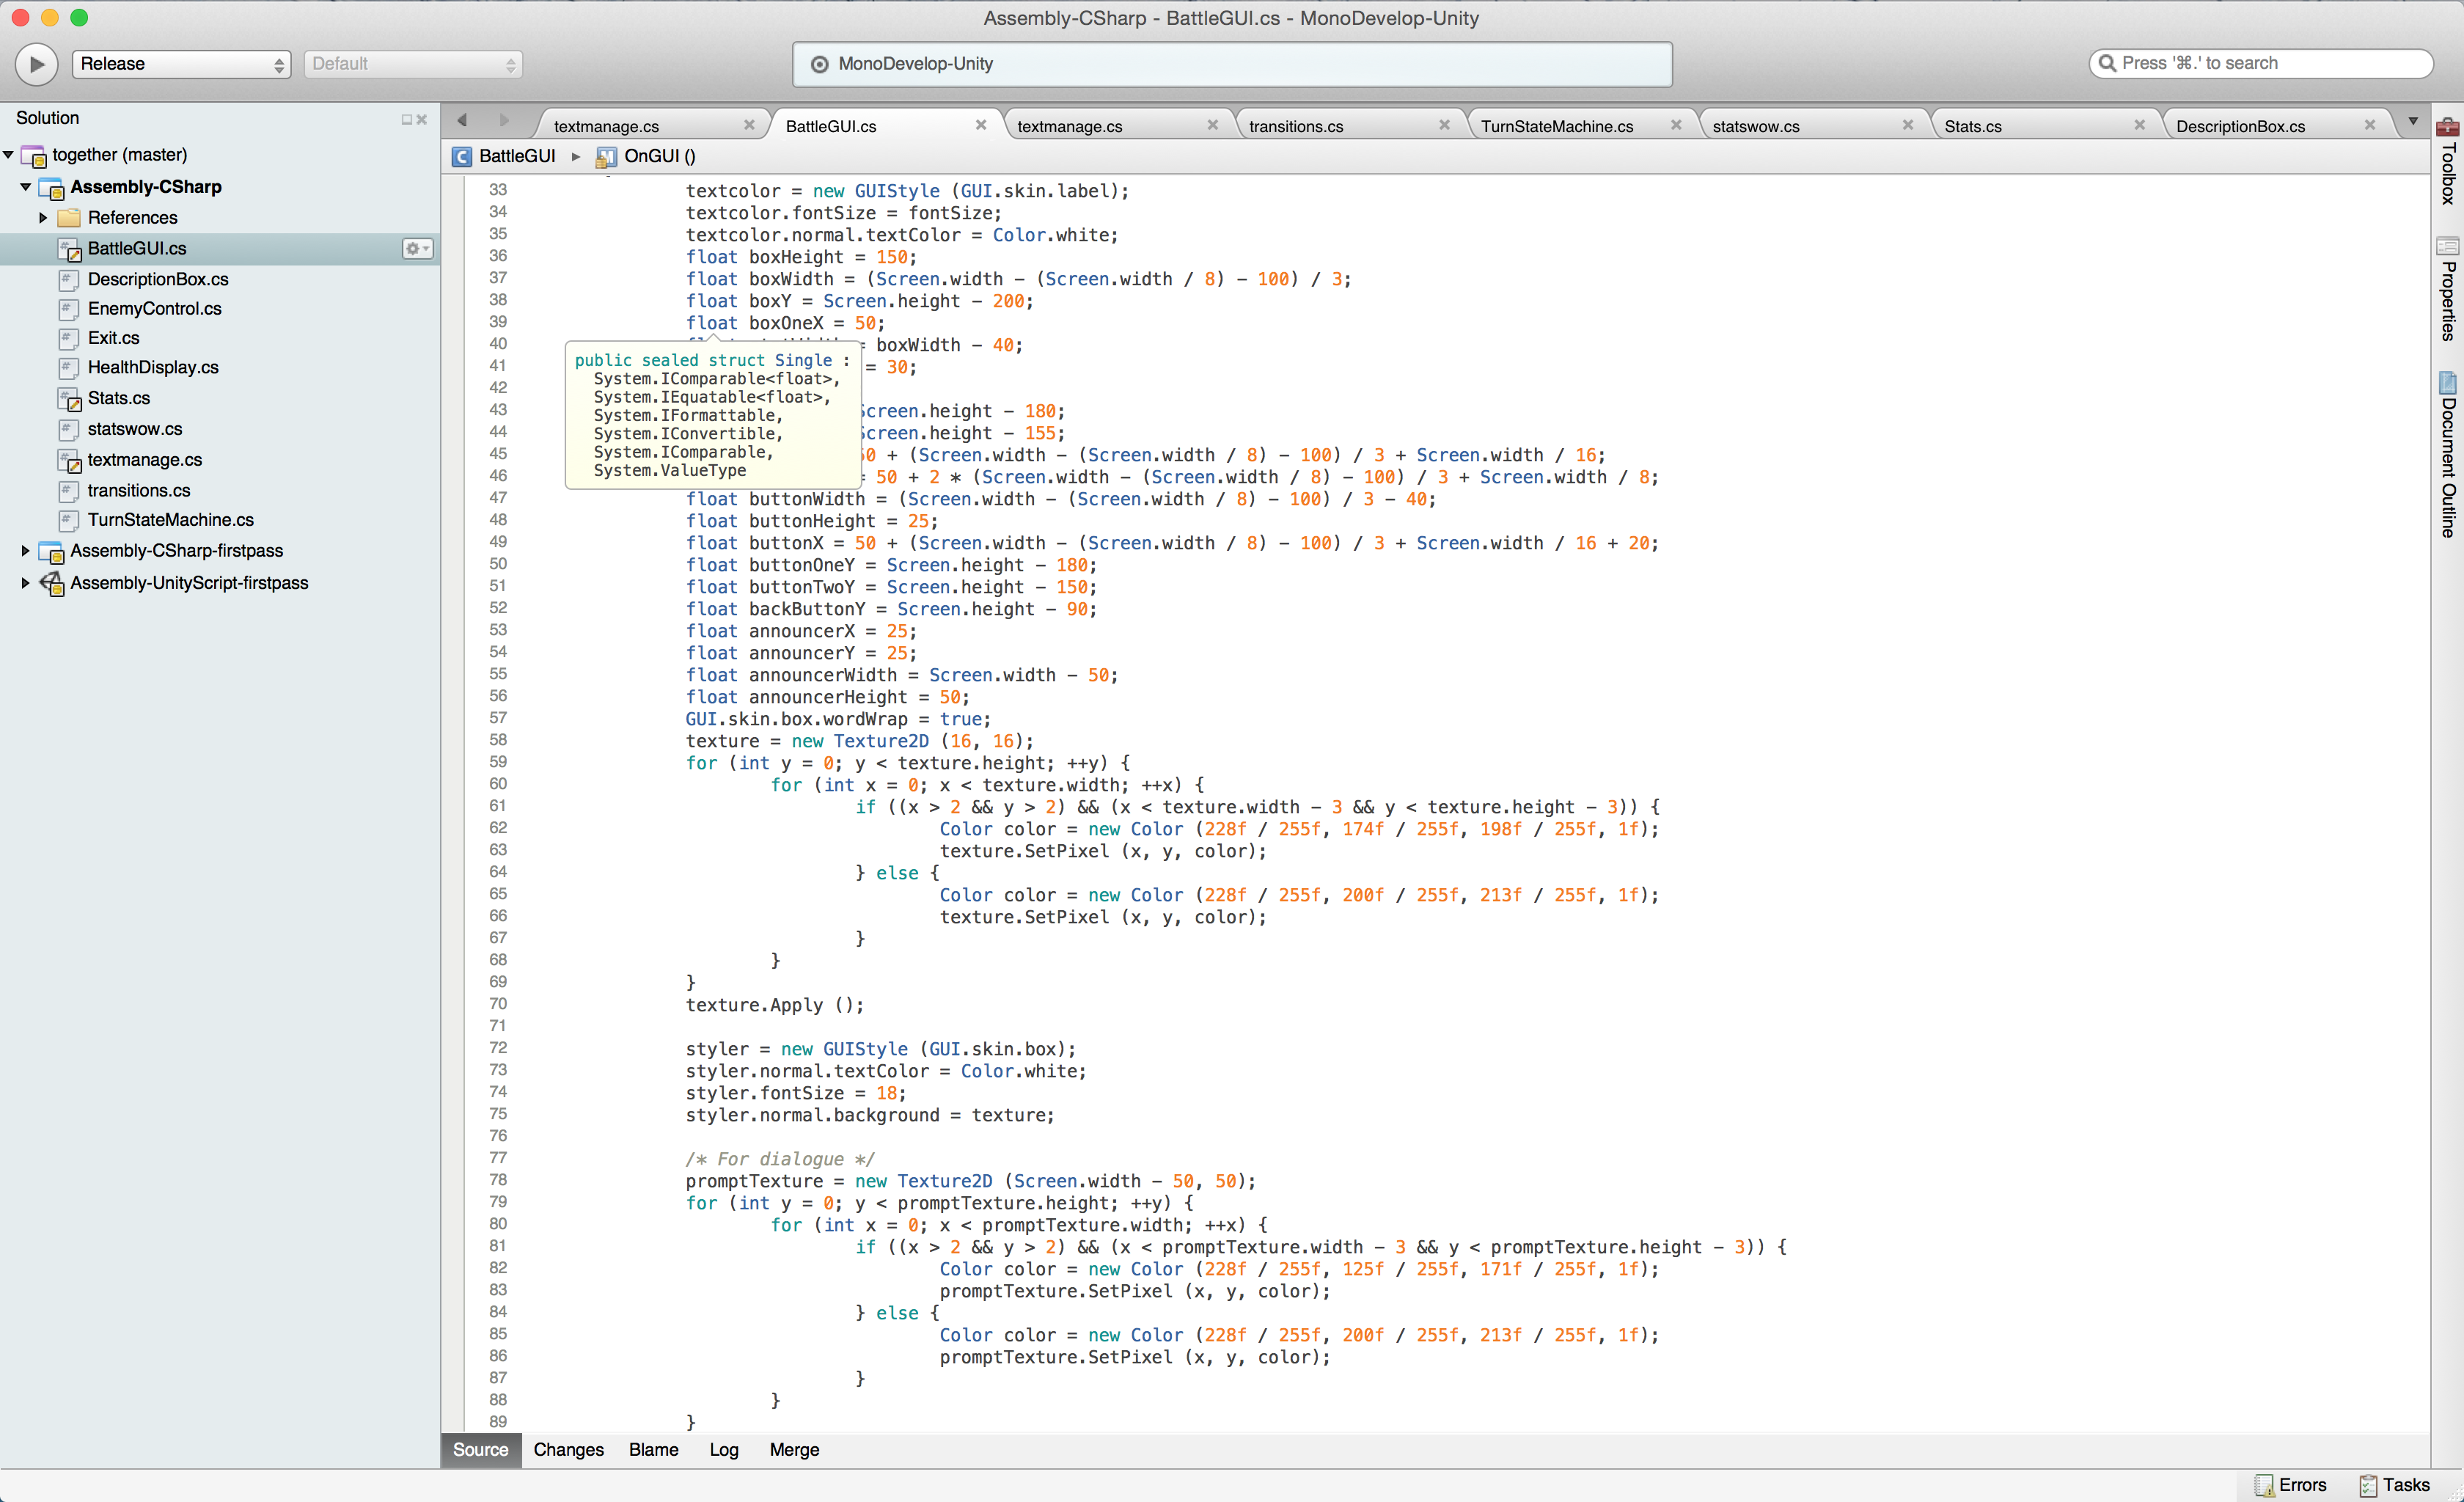 Assembly-CSharp - BattleGUI.cs - MonoDevelop-Unity
Release
Default
MonoDevelop-Unity
Press '⌘.' to search
Solution
together (master)
Assembly-CSharp
References
BattleGUI.cs
DescriptionBox.cs
EnemyControl.cs
Exit.cs
HealthDisplay.cs
Stats.cs
statswow.cs
textmanage.cs
transitions.cs
TurnStateMachine.cs
Assembly-CSharp-firstpass
Assembly-UnityScript-firstpass
textmanage.cs
BattleGUI.cs
textmanage.cs
transitions.cs
TurnStateMachine.cs
statswow.cs
Stats.cs
DescriptionBox.cs
BattleGUI
OnGUI ()
33 textcolor = new GUIStyle (GUI.skin.label);
34 textcolor.fontSize = fontSize;
35 textcolor.normal.textColor = Color.white;
36 float boxHeight = 150;
37 float boxWidth = (Screen.width - (Screen.width / 8) - 100) / 3;
38 float boxY = Screen.height - 200;
39 float boxOneX = 50;
40 = boxWidth - 40;
41 = 30;
42
43 Screen.height - 180;
44 Screen.height - 155;
45 50 + (Screen.width - (Screen.width / 8) - 100) / 3 + Screen.width / 16;
46 = 50 + 2 * (Screen.width - (Screen.width / 8) - 100) / 3 + Screen.width / 8;
public sealed struct Single :
System.IComparable<float>,
System.IEquatable<float>,
System.IFormattable,
System.IConvertible,
System.IComparable,
System.ValueType
47 float buttonWidth = (Screen.width - (Screen.width / 8) - 100) / 3 - 40;
48 float buttonHeight = 25;
49 float buttonX = 50 + (Screen.width - (Screen.width / 8) - 100) / 3 + Screen.width / 16 + 20;
50 float buttonOneY = Screen.height - 180;
51 float buttonTwoY = Screen.height - 150;
52 float backButtonY = Screen.height - 90;
53 float announcerX = 25;
54 float announcerY = 25;
55 float announcerWidth = Screen.width - 50;
56 float announcerHeight = 50;
57 GUI.skin.box.wordWrap = true;
58 texture = new Texture2D (16, 16);
59 for (int y = 0; y < texture.height; ++y) {
60 for (int x = 0; x < texture.width; ++x) {
61 if ((x > 2 && y > 2) && (x < texture.width - 3 && y < texture.height - 3)) {
62 Color color = new Color (228f / 255f, 174f / 255f, 198f / 255f, 1f);
63 texture.SetPixel (x, y, color);
64 } else {
65 Color color = new Color (228f / 255f, 200f / 255f, 213f / 255f, 1f);
66 texture.SetPixel (x, y, color);
67 }
68 }
69 }
70 texture.Apply ();
71
72 styler = new GUIStyle (GUI.skin.box);
73 styler.normal.textColor = Color.white;
74 styler.fontSize = 18;
75 styler.normal.background = texture;
76
77 /* For dialogue */
78 promptTexture = new Texture2D (Screen.width - 50, 50);
79 for (int y = 0; y < promptTexture.height; ++y) {
80 for (int x = 0; x < promptTexture.width; ++x) {
81 if ((x > 2 && y > 2) && (x < promptTexture.width - 3 && y < promptTexture.height - 3)) {
82 Color color = new Color (228f / 255f, 125f / 255f, 171f / 255f, 1f);
83 promptTexture.SetPixel (x, y, color);
84 } else {
85 Color color = new Color (228f / 255f, 200f / 255f, 213f / 255f, 1f);
86 promptTexture.SetPixel (x, y, color);
87 }
88 }
89 }
Source
Changes
Blame
Log
Merge
Toolbox
Properties
Document Outline
Errors
Tasks